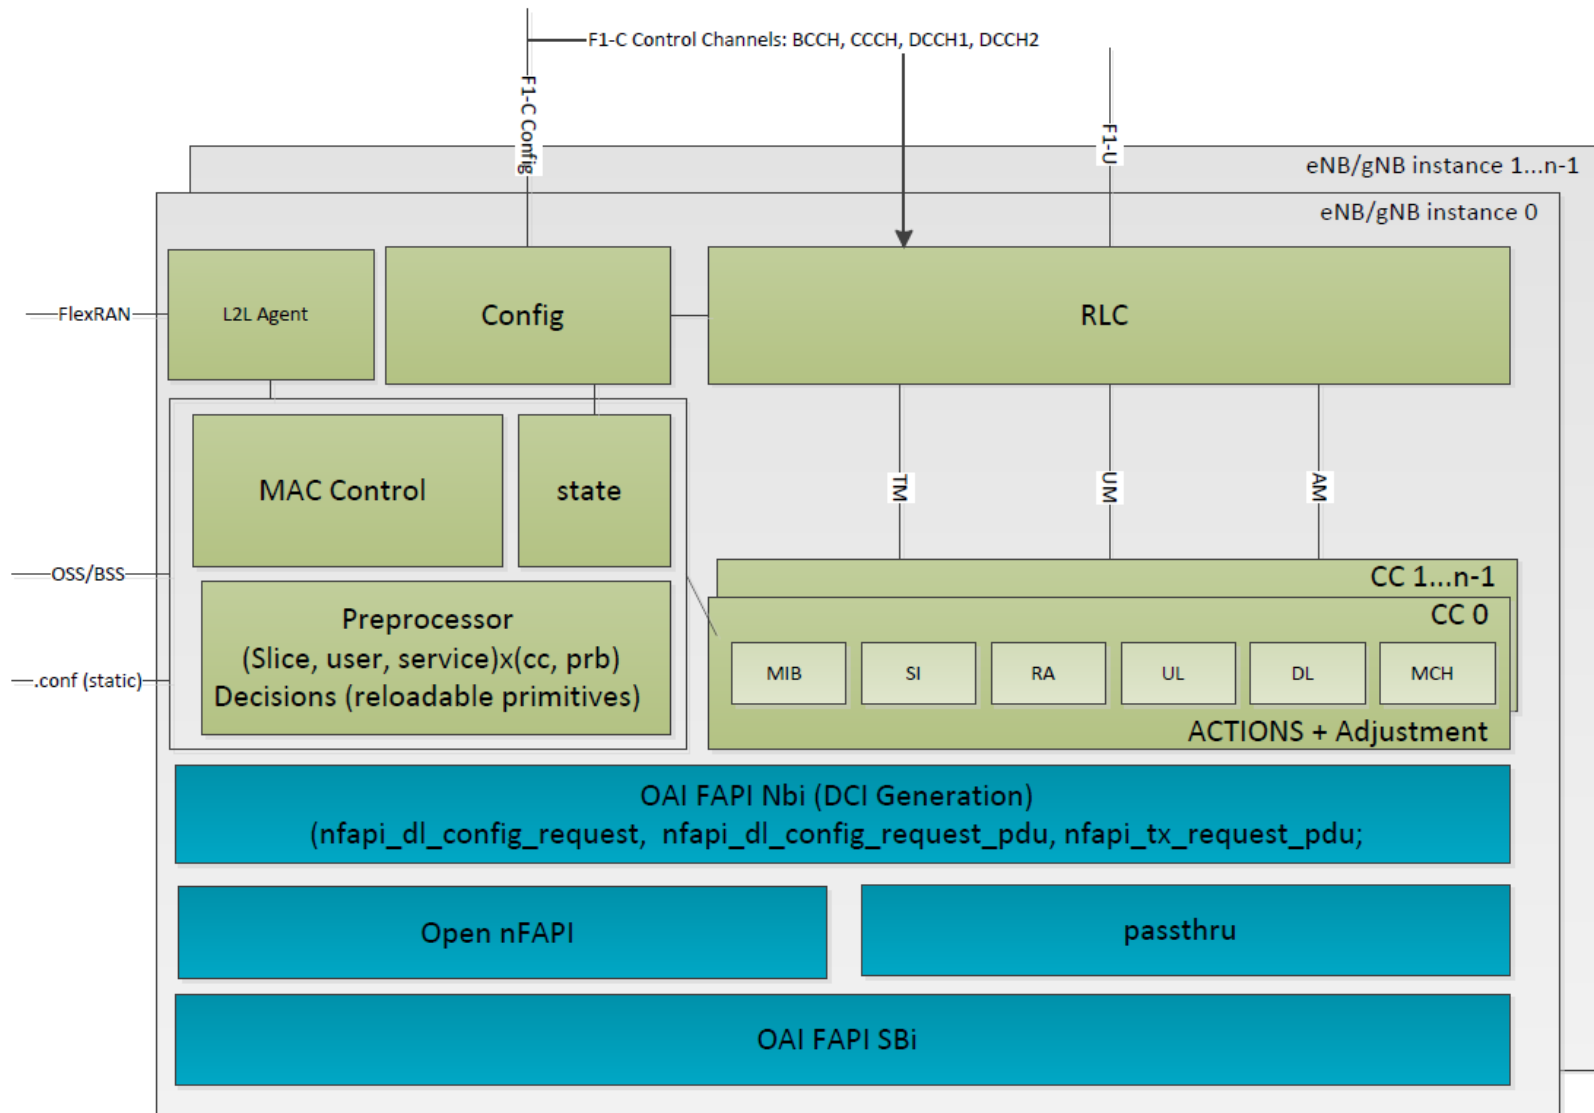 F1-C Control Channels: BCCH, CCCH, DCCH1, DCCH2
F1-C Config
F1-U
eNB/gNB instance 1...n-1
eNB/gNB instance 0
FlexRAN
L2L Agent
Config
RLC
MAC Control
state
TM
UM
AM
OSS/BSS
CC 1...n-1
CC 0
Preprocessor
(Slice, user, service)x(cc, prb)
Decisions (reloadable primitives)
.conf (static)
MIB
SI
RA
UL
DL
MCH
ACTIONS + Adjustment
OAI FAPI Nbi (DCI Generation)
(nfapi_dl_config_request, nfapi_dl_config_request_pdu, nfapi_tx_request_pdu;
Open nFAPI
passthru
OAI FAPI SBi